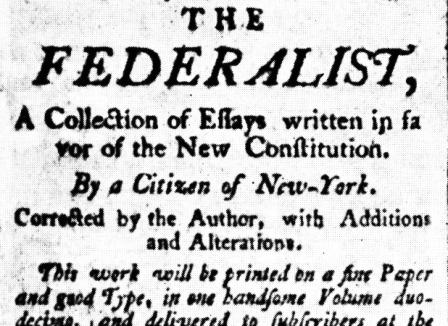 THE
FEDERALIST,
A Collection of Eſſays written in fa
vor of the New Conſtitution.
By a Citizen of New-York.
Corrected by the Author, with Additions
and Alterations.
This work will be printed on a fine Paper
and good Type, in one handſome Volume duo-
decimo, and delivered to ſubſcribers at the